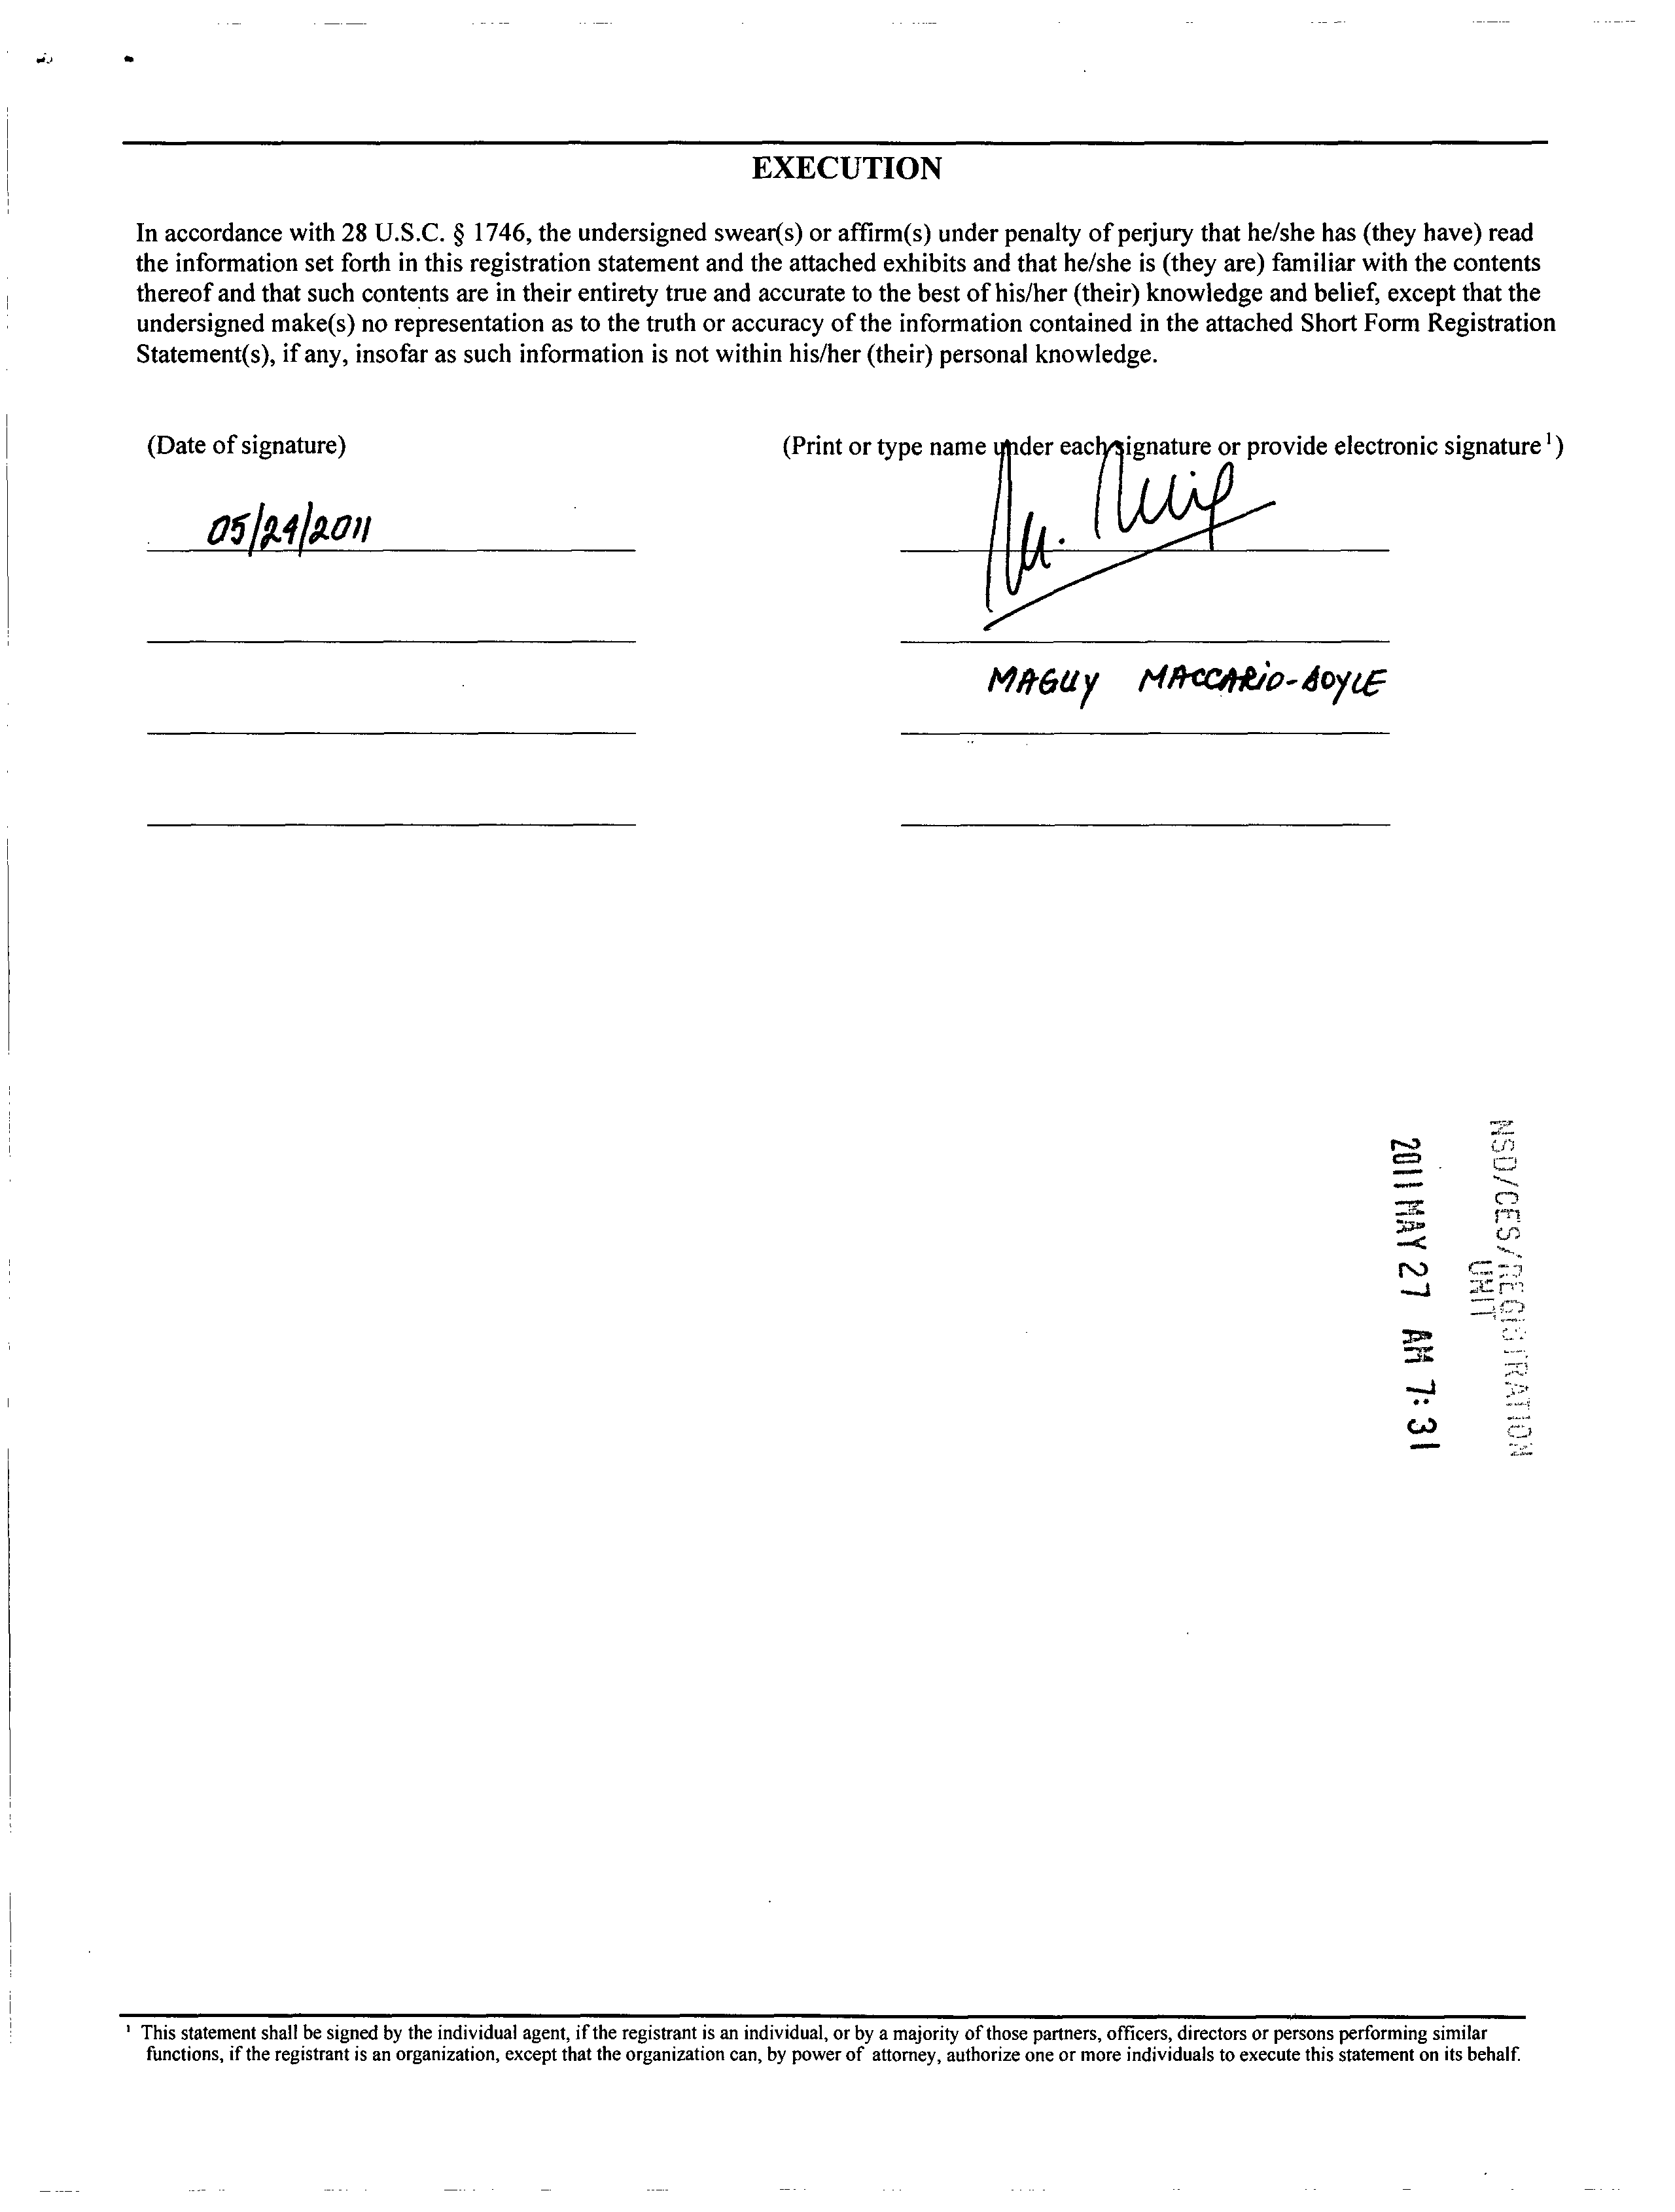 EXECUTION
In accordance with 28 U.S.C. § 1746, the undersigned swear(s) or affirm(s) under penalty of perjury that he/she has (they have) read
the information set forth in this registration statement and the attached exhibits and that he/she is (they are) familiar with the contents
thereof and that such contents are in their entirety true and accurate to the best of his/her (their) knowledge and belief, except that the
undersigned make(s) no representation as to the truth or accuracy of the information contained in the attached Short Form Registration
Statement(s), if any, insofar as such information is not within his/her (their) personal knowledge.
(Date of signature)
(Print or type name under each signature or provide electronic signature ¹)
05/24/2011
M.
MAGUY MACCARIO-BOYLE
NSD/CES/REGISTRATION
UNIT
2011 MAY 27 AM 7:31
¹ This statement shall be signed by the individual agent, if the registrant is an individual, or by a majority of those partners, officers, directors or persons performing similar
functions, if the registrant is an organization, except that the organization can, by power of attorney, authorize one or more individuals to execute this statement on its behalf.